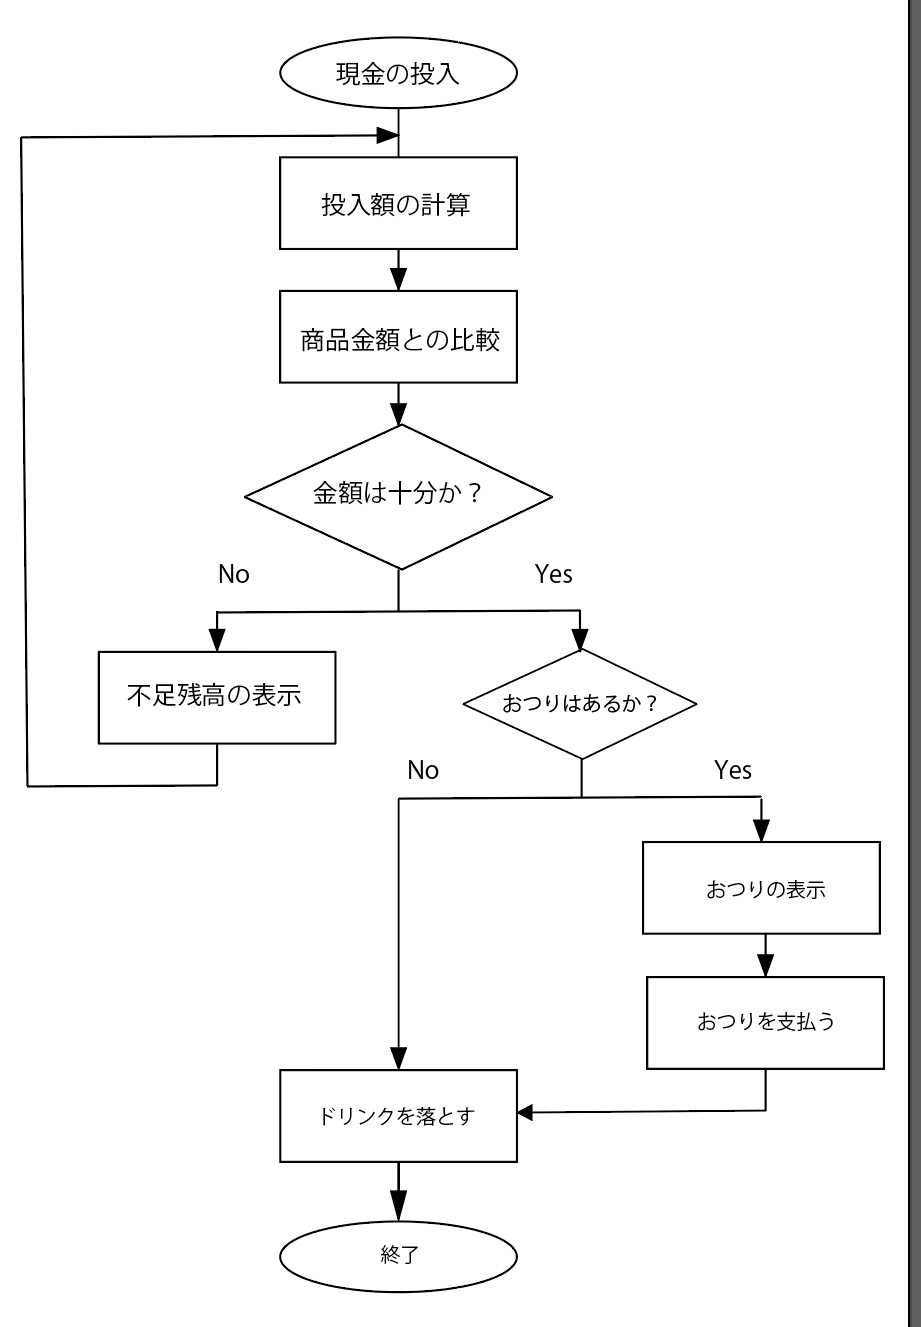 現金の投入
投入額の計算
商品金額との比較
金額は十分か？
No
Yes
不足残高の表示
おつりはあるか？
No
Yes
おつりの表示
おつりを支払う
ドリンクを落とす
終了